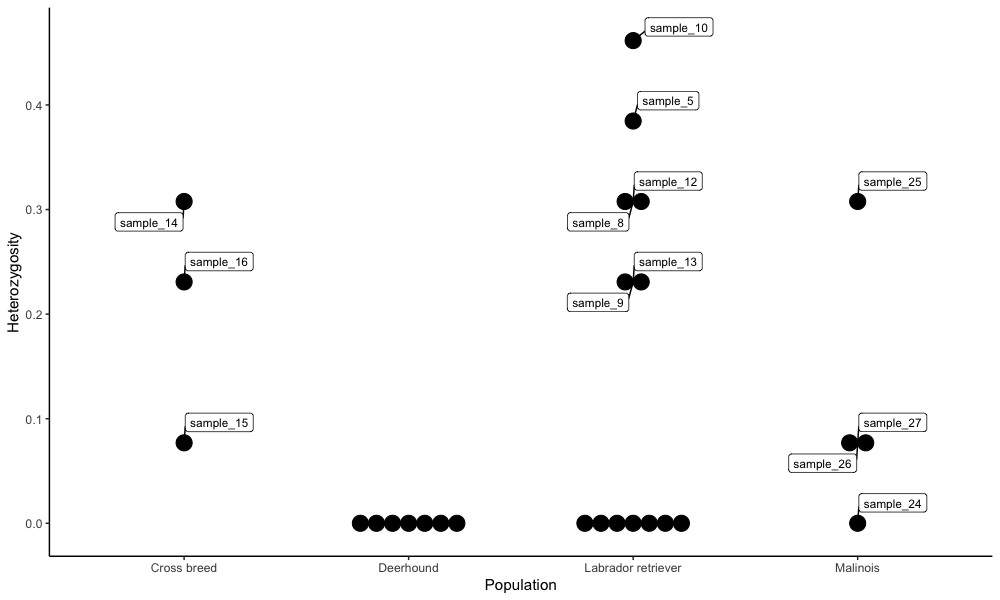 sample_10
sample_5
0.4
sample_12
sample_25
0.3
sample_14
sample_8
sample_16
sample_13
Heterozygosity
sample_9
0.2
0.1
sample_15
sample_27
sample_26
sample_24
0.0
Cross breed
Deerhound
Labrador retriever
Malinois
Population